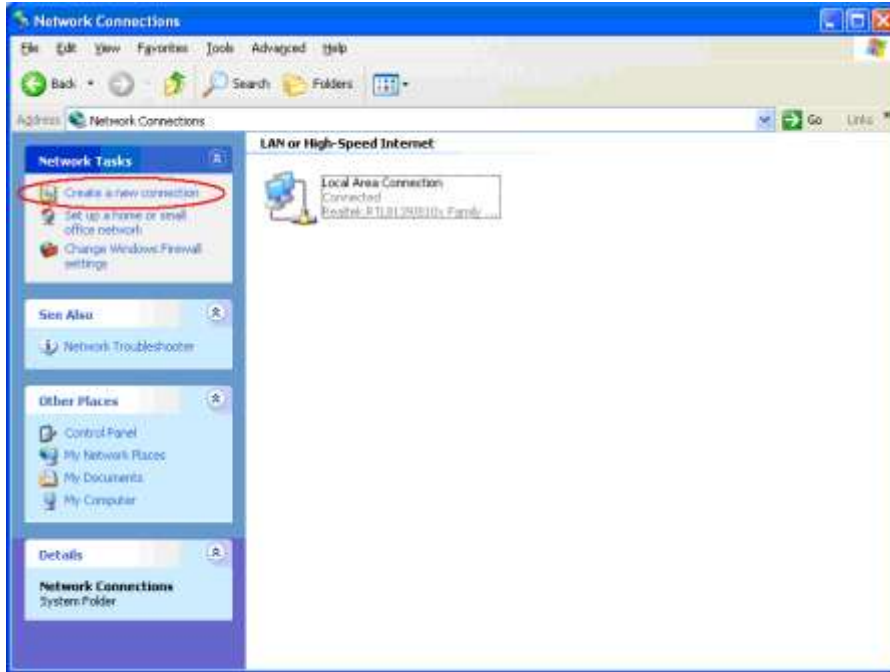 Network Connections
File Edit View Favorites Tools Advanced Help
Back Search Folders
Address Network Connections Go Links
LAN or High-Speed Internet
Network Tasks
Create a new connection
Set up a home or small
office network
Change Windows Firewall
settings
Local Area Connection
Connected
Realtek Family ...
See Also
Network Troubleshooter
Other Places
Control Panel
My Network Places
My Documents
My Computer
Details
Network Connections
System Folder